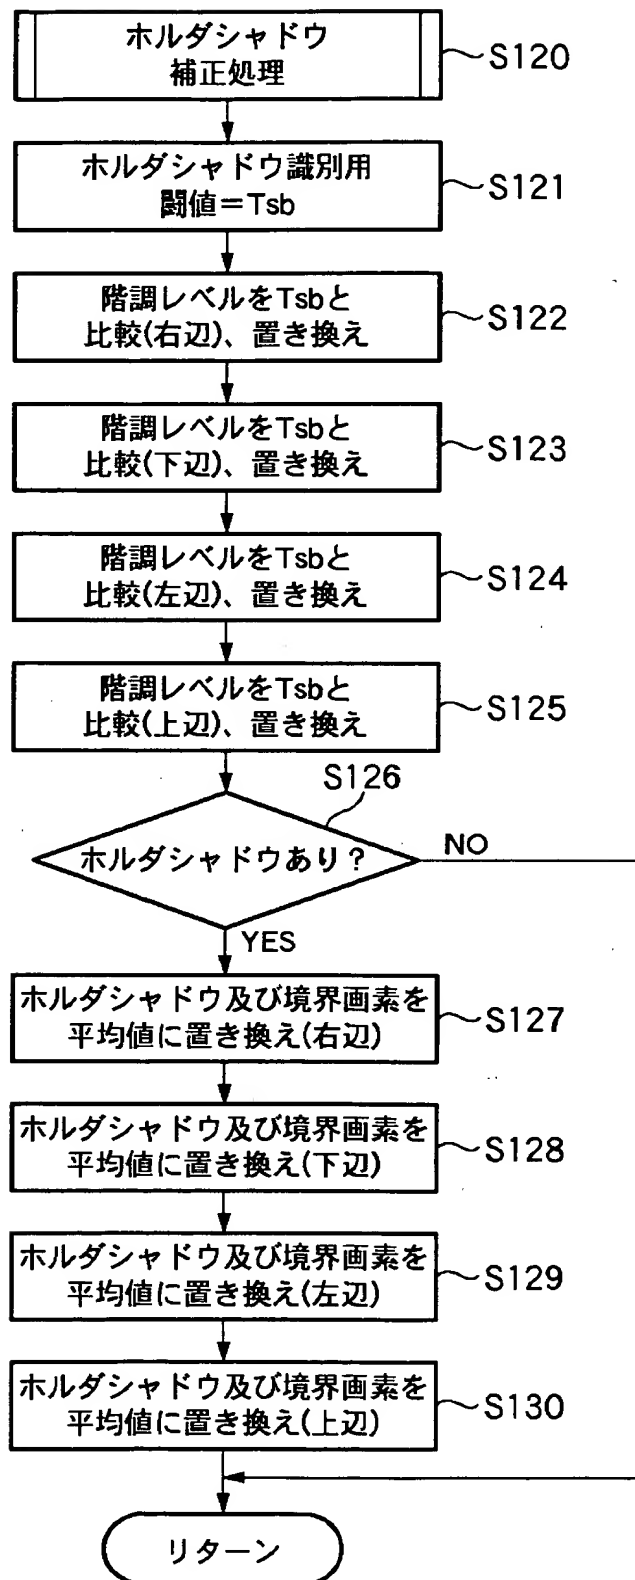 ホルダシャドウ
補正処理
S120
ホルダシャドウ識別用
閾値=Tsb
S121
階調レベルをTsbと
比較(右辺)、置き換え
S122
階調レベルをTsbと
比較(下辺)、置き換え
S123
階調レベルをTsbと
比較(左辺)、置き換え
S124
階調レベルをTsbと
比較(上辺)、置き換え
S125
S126
ホルダシャドウあり?
NO
YES
ホルダシャドウ及び境界画素を
平均値に置き換え(右辺)
S127
ホルダシャドウ及び境界画素を
平均値に置き換え(下辺)
S128
ホルダシャドウ及び境界画素を
平均値に置き換え(左辺)
S129
ホルダシャドウ及び境界画素を
平均値に置き換え(上辺)
S130
リターン